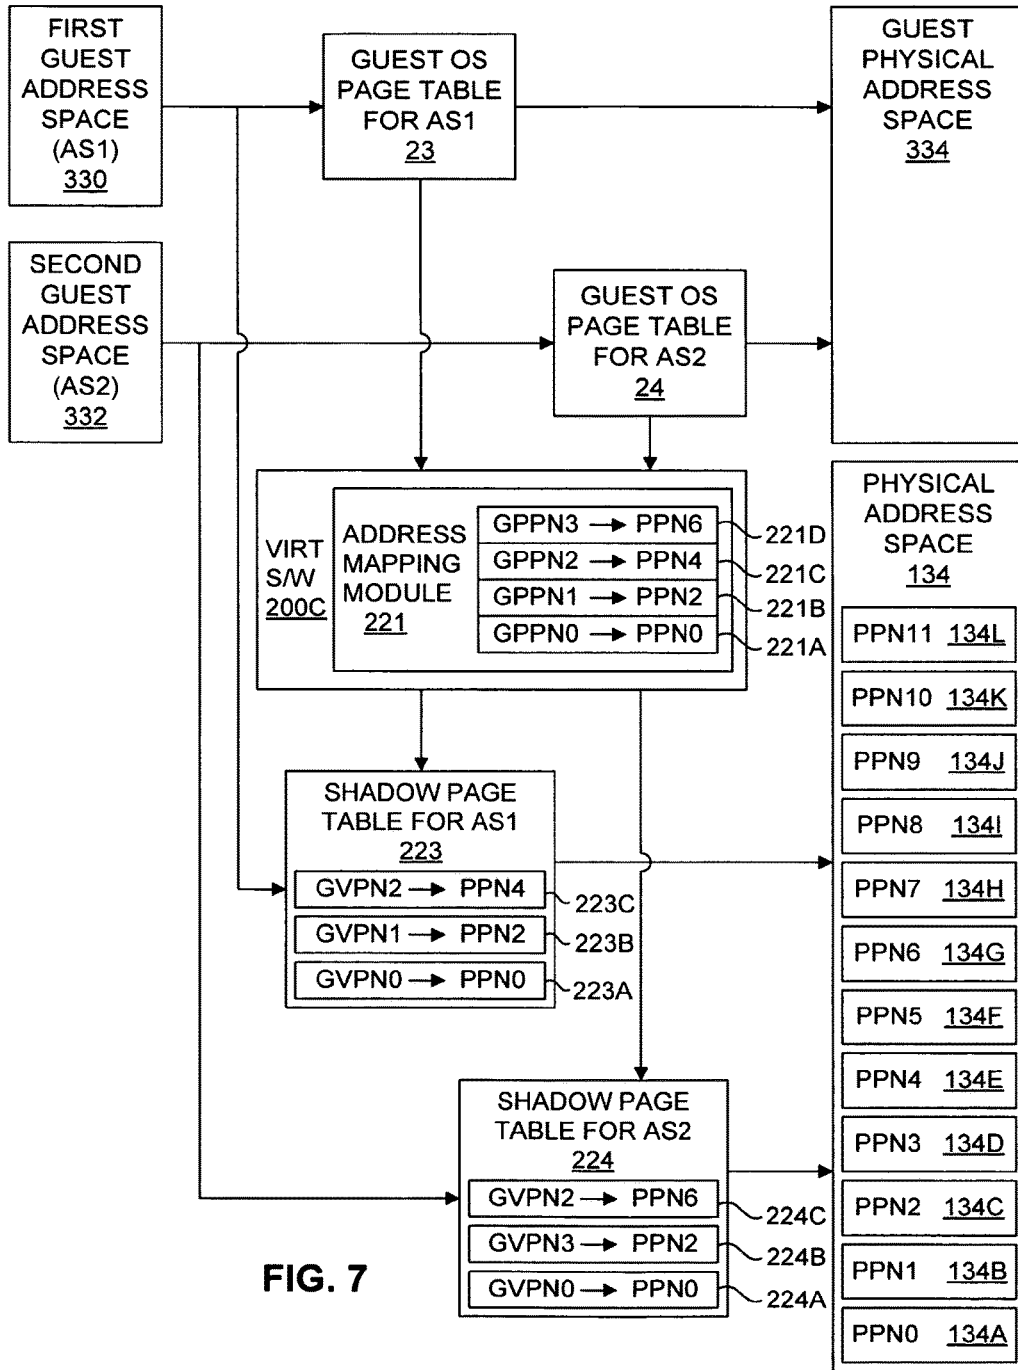 FIRST
GUEST
ADDRESS
SPACE
(AS1)
330
GUEST OS
PAGE TABLE
FOR AS1
23
GUEST
PHYSICAL
ADDRESS
SPACE
334
SECOND
GUEST
ADDRESS
SPACE
(AS2)
332
GUEST OS
PAGE TABLE
FOR AS2
24
VIRT
S/W
200C
ADDRESS
MAPPING
MODULE
221
GPPN3 → PPN6 221D
GPPN2 → PPN4 221C
GPPN1 → PPN2 221B
GPPN0 → PPN0 221A
SHADOW PAGE
TABLE FOR AS1
223
GVPN2 → PPN4 223C
GVPN1 → PPN2 223B
GVPN0 → PPN0 223A
SHADOW PAGE
TABLE FOR AS2
224
GVPN2 → PPN6 224C
GVPN3 → PPN2 224B
GVPN0 → PPN0 224A
PHYSICAL
ADDRESS
SPACE
134
PPN11 134L
PPN10 134K
PPN9 134J
PPN8 134I
PPN7 134H
PPN6 134G
PPN5 134F
PPN4 134E
PPN3 134D
PPN2 134C
PPN1 134B
PPN0 134A
FIG. 7